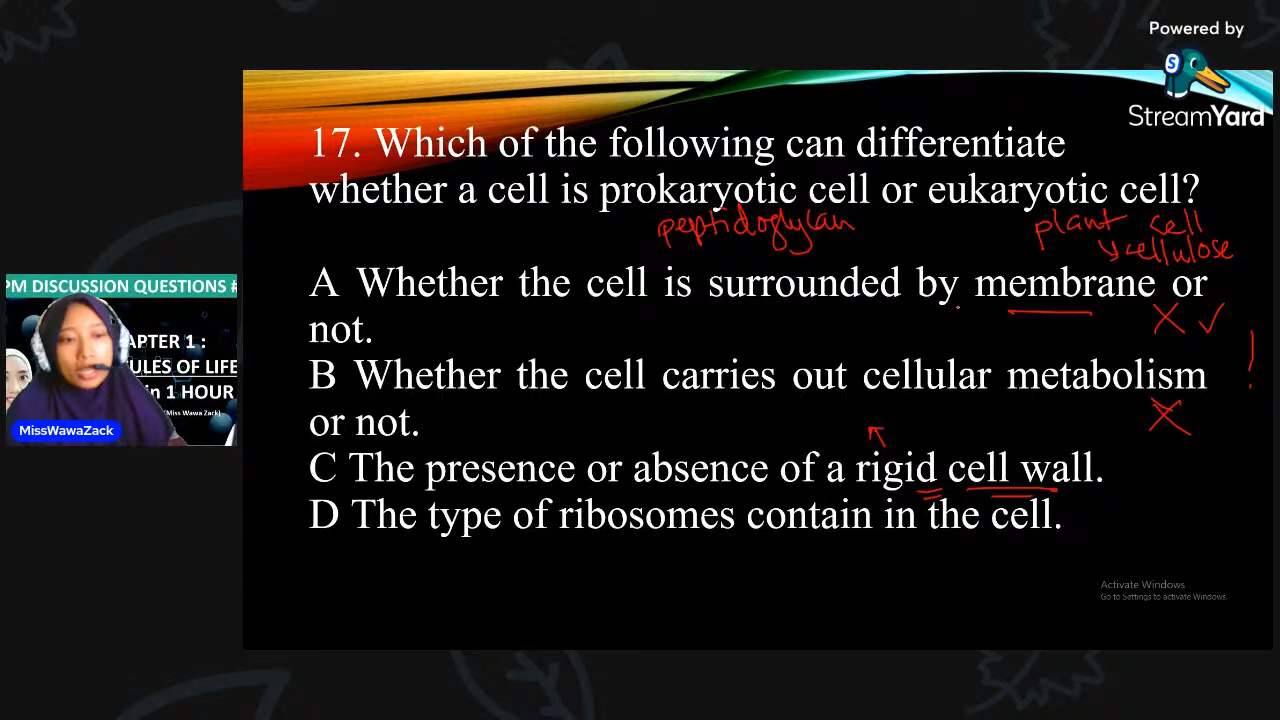 Powered by
StreamYard
17. Which of the following can differentiate
whether a cell is prokaryotic cell or eukaryotic cell?
peptidoglycan
plant cell
cellulose
A Whether the cell is surrounded by membrane or
not.
B Whether the cell carries out cellular metabolism
or not.
C The presence or absence of a rigid cell wall.
D The type of ribosomes contain in the cell.
PM DISCUSSION QUESTIONS #
APTER 1 :
ULES OF LIFE
in 1 HOUR
(Miss Wawa Zack)
MissWawaZack
Activate Windows
Go to Settings to activate Windows.